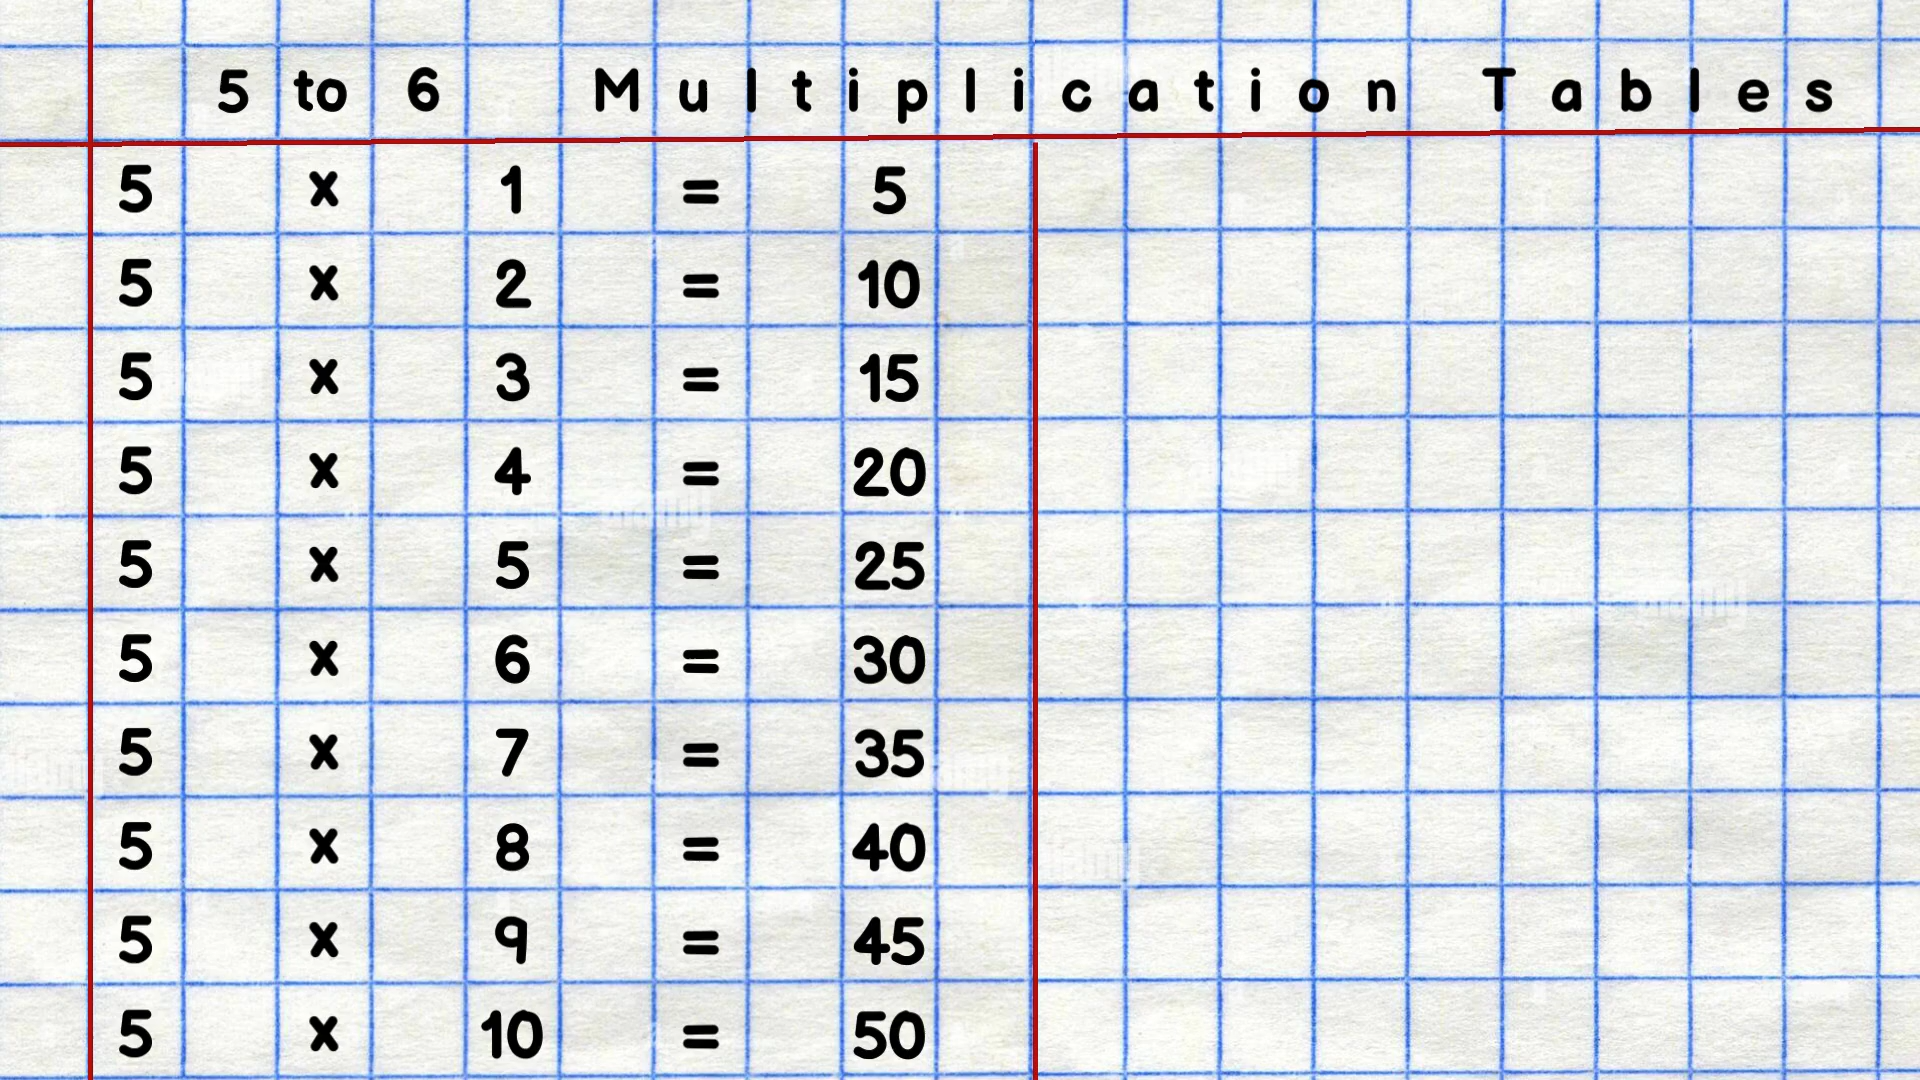 5 to 6 Multiplication Tables
5 x 1 = 5
5 x 2 = 10
5 x 3 = 15
5 x 4 = 20
5 x 5 = 25
5 x 6 = 30
5 x 7 = 35
5 x 8 = 40
5 x 9 = 45
5 x 10 = 50